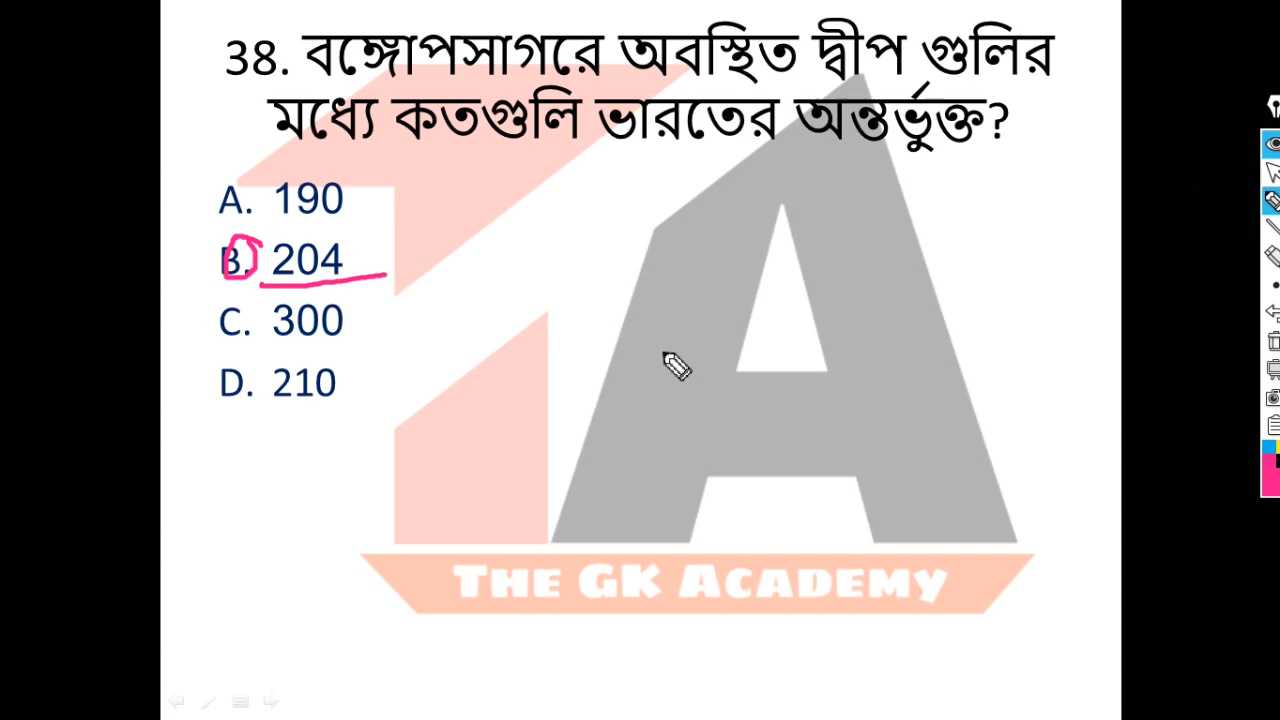 38. বঙ্গোপসাগরে অবস্থিত দ্বীপ গুলির
মধ্যে কতগুলি ভারতের অন্তর্ভুক্ত?
A. 190
B. 204
C. 300
D. 210
THE GK ACADEMY